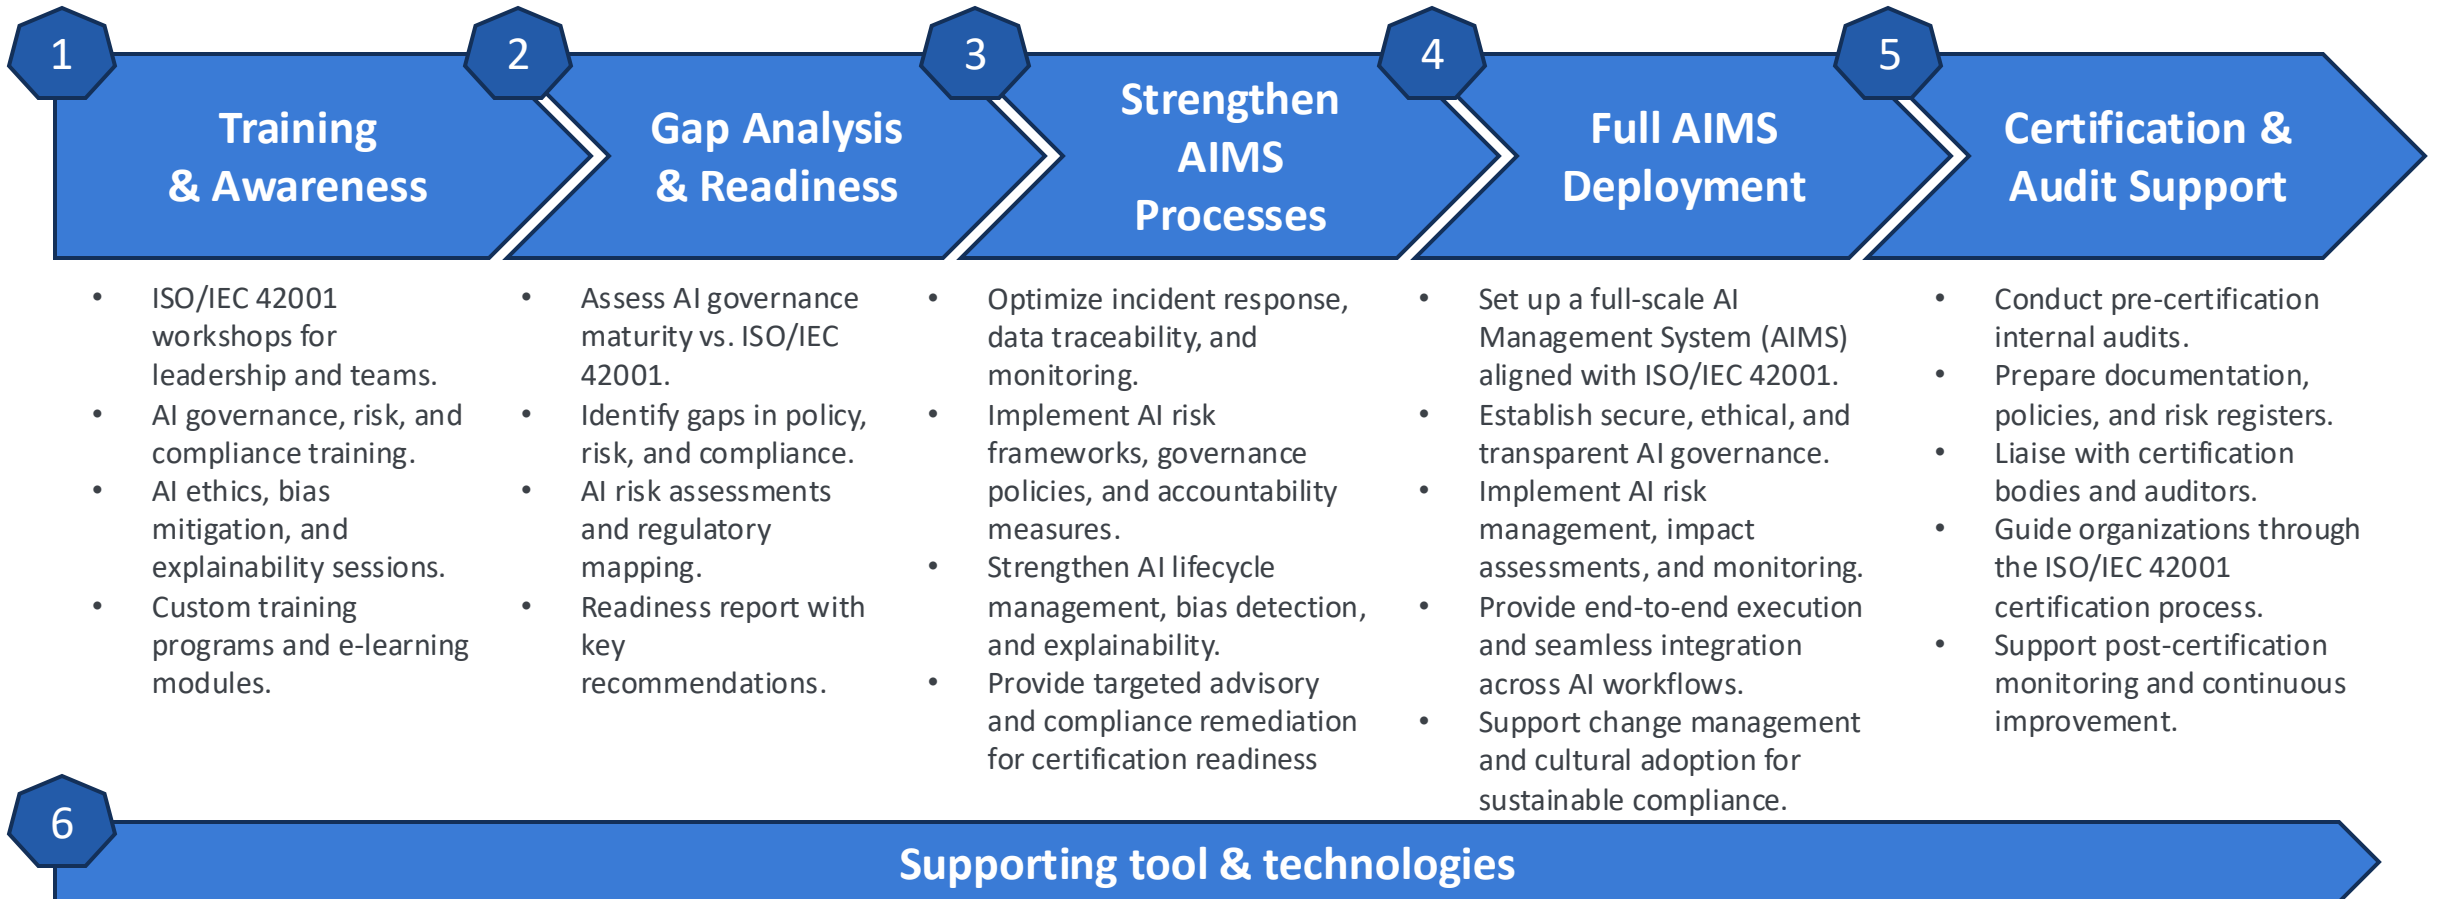 1
Training
& Awareness
• ISO/IEC 42001
workshops for
leadership and teams.
• AI governance, risk, and
compliance training.
• AI ethics, bias
mitigation, and
explainability sessions.
• Custom training
programs and e-learning
modules.
2
Gap Analysis
& Readiness
• Assess AI governance
maturity vs. ISO/IEC
42001.
• Identify gaps in policy,
risk, and compliance.
• AI risk assessments
and regulatory
mapping.
• Readiness report with
key
recommendations.
3
Strengthen
AIMS
Processes
• Optimize incident response,
data traceability, and
monitoring.
• Implement AI risk
frameworks, governance
policies, and accountability
measures.
• Strengthen AI lifecycle
management, bias detection,
and explainability.
• Provide targeted advisory
and compliance remediation
for certification readiness
4
Full AIMS
Deployment
• Set up a full-scale AI
Management System (AIMS)
aligned with ISO/IEC 42001.
• Establish secure, ethical, and
transparent AI governance.
• Implement AI risk
management, impact
assessments, and monitoring.
• Provide end-to-end execution
and seamless integration
across AI workflows.
• Support change management
and cultural adoption for
sustainable compliance.
5
Certification &
Audit Support
• Conduct pre-certification
internal audits.
• Prepare documentation,
policies, and risk registers.
• Liaise with certification
bodies and auditors.
• Guide organizations through
the ISO/IEC 42001
certification process.
• Support post-certification
monitoring and continuous
improvement.
6
Supporting tool & technologies